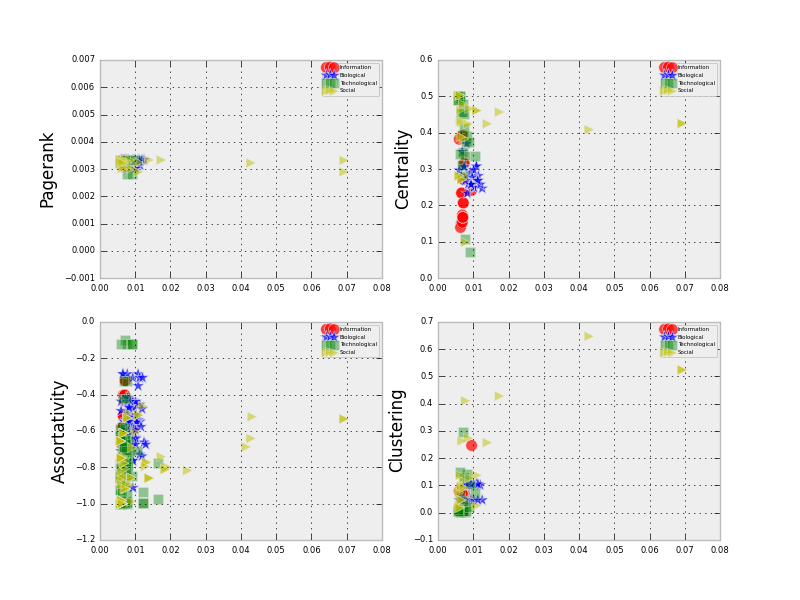 Pagerank
0.007
0.006
0.005
0.004
0.003
0.002
0.001
0.000
−0.001
0.00 0.01 0.02 0.03 0.04 0.05 0.06 0.07 0.08
Information
Biological
Technological
Social
Centrality
0.6
0.5
0.4
0.3
0.2
0.1
0.0
0.00 0.01 0.02 0.03 0.04 0.05 0.06 0.07 0.08
Information
Biological
Technological
Social
Assortativity
0.0
−0.2
−0.4
−0.6
−0.8
−1.0
−1.2
0.00 0.01 0.02 0.03 0.04 0.05 0.06 0.07 0.08
Information
Biological
Technological
Social
Clustering
0.7
0.6
0.5
0.4
0.3
0.2
0.1
0.0
−0.1
0.00 0.01 0.02 0.03 0.04 0.05 0.06 0.07 0.08
Information
Biological
Technological
Social